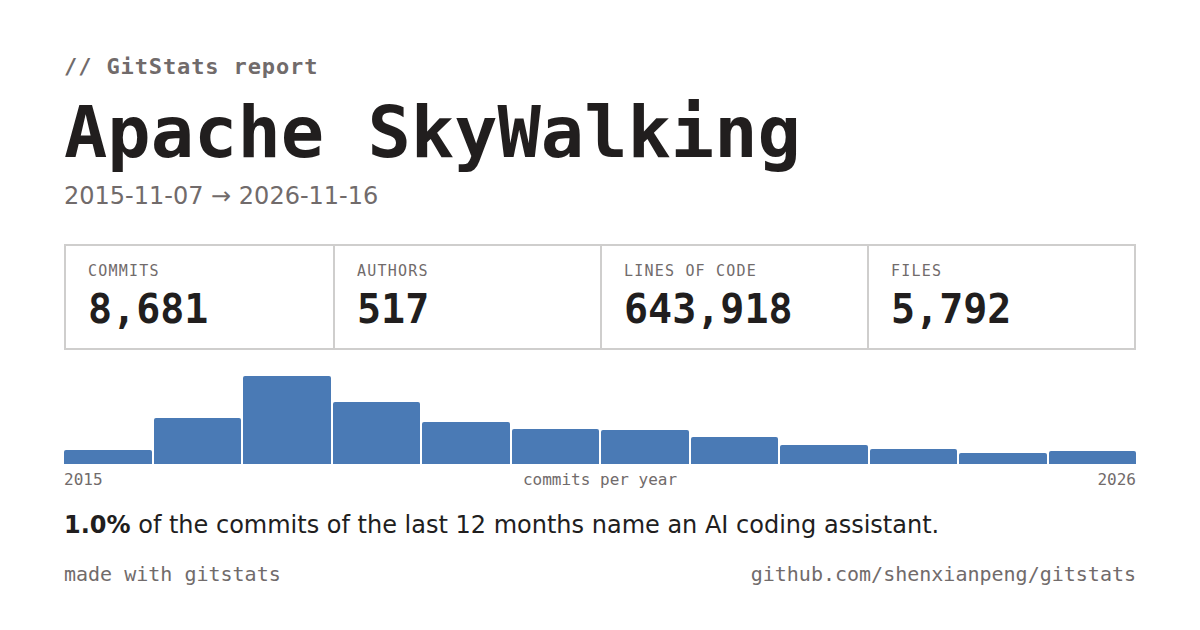 // GitStats report
Apache SkyWalking
2015-11-07 → 2026-11-16
COMMITS AUTHORS LINES OF CODE FILES
8,681 517 643,918 5,792
2015 commits per year 2026
1.0% of the commits of the last 12 months name an AI coding assistant.
made with gitstats github.com/shenxianpeng/gitstats